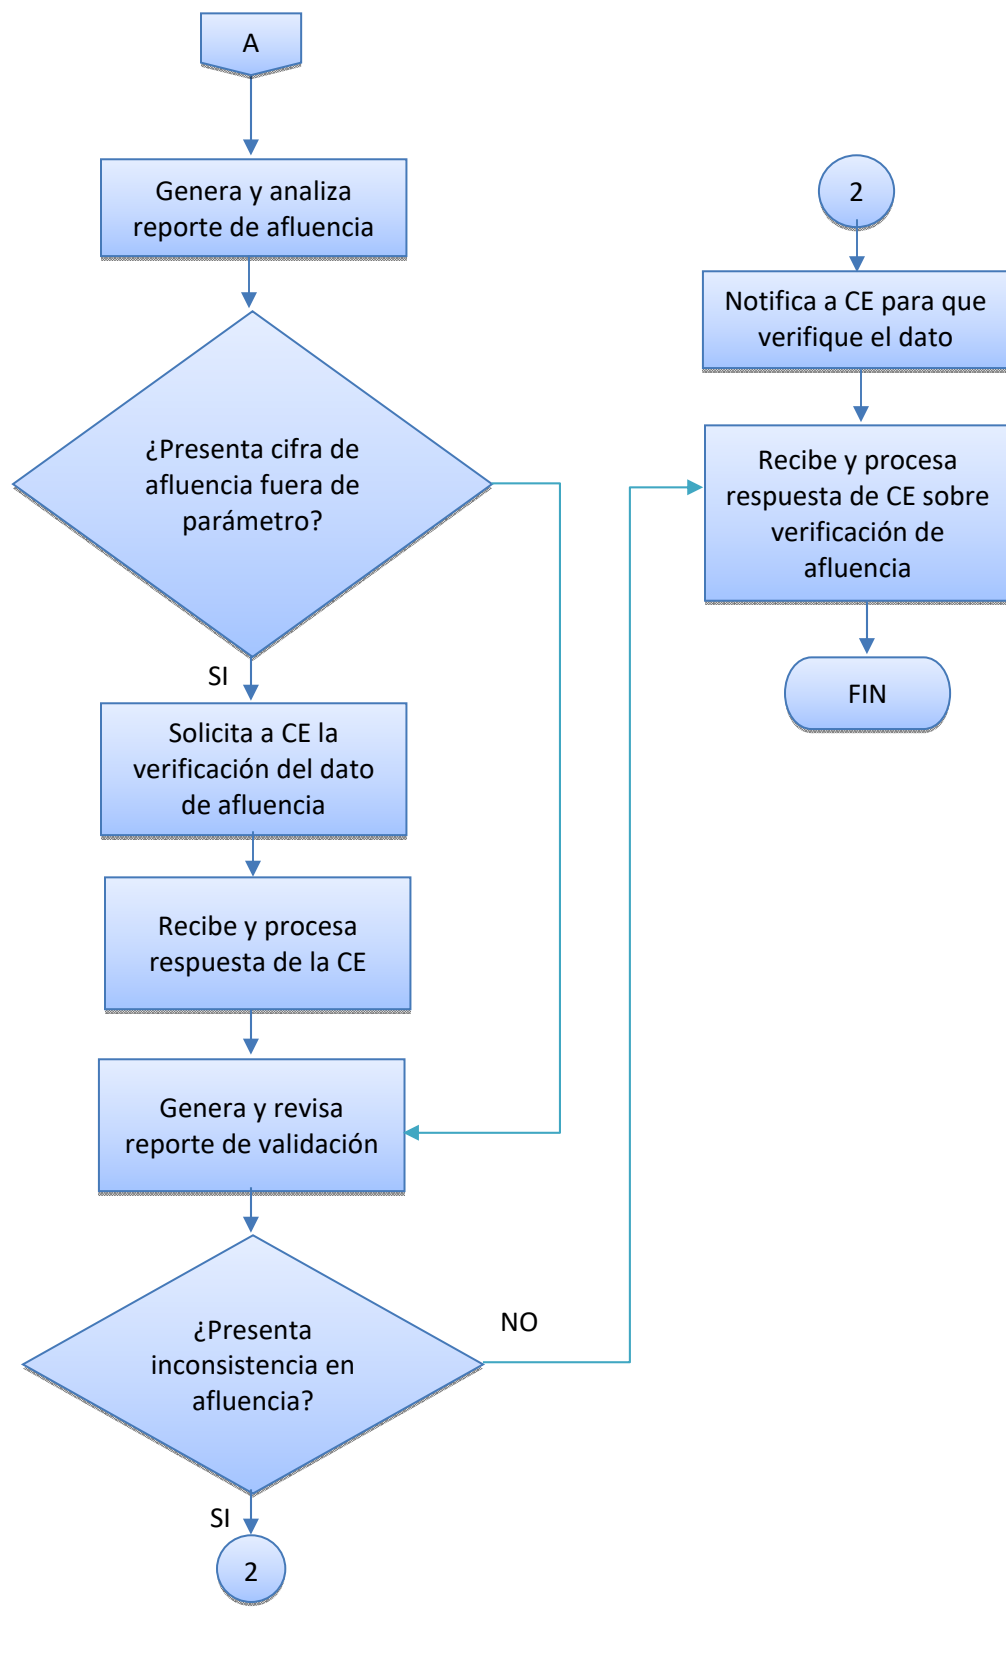 A
Genera y analiza
reporte de afluencia
¿Presenta cifra de
afluencia fuera de
parámetro?
SI
Solicita a CE la
verificación del dato
de afluencia
Recibe y procesa
respuesta de la CE
Genera y revisa
reporte de validación
¿Presenta
inconsistencia en
afluencia?
NO
SI
2
2
Notifica a CE para que
verifique el dato
Recibe y procesa
respuesta de CE sobre
verificación de
afluencia
FIN